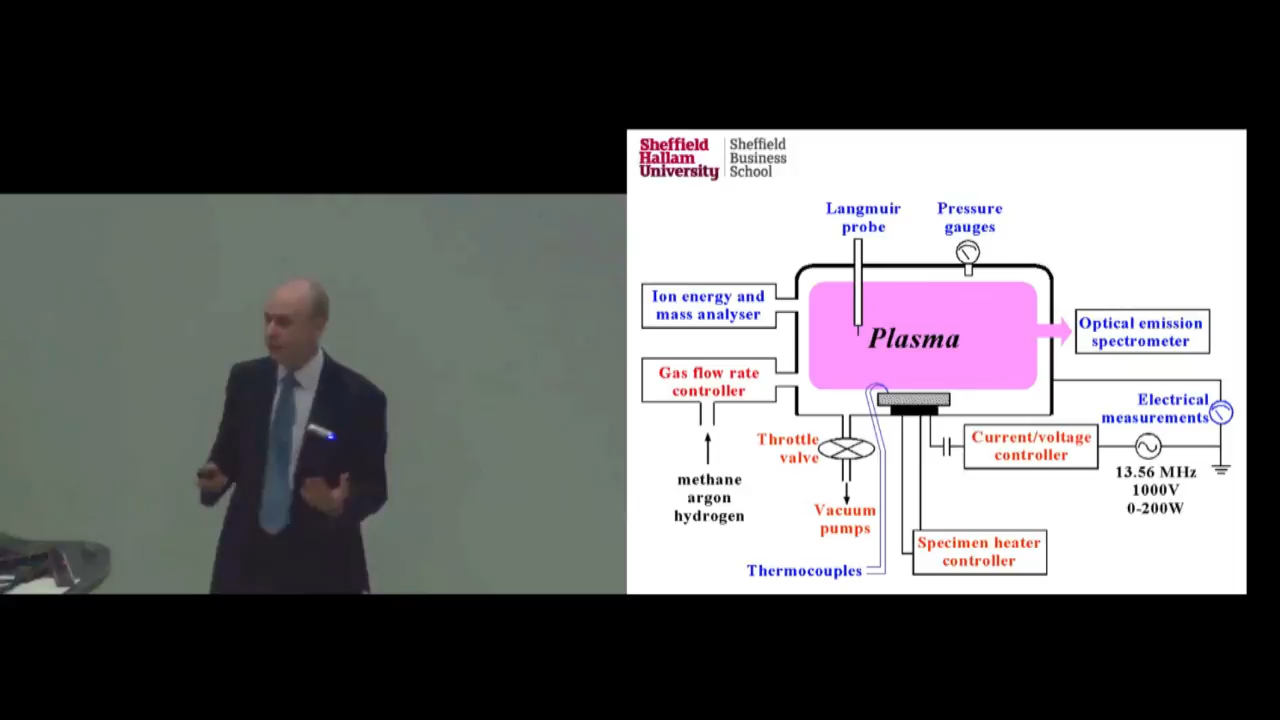 Sheffield
Hallam
University
Sheffield
Business
School
Langmuir
probe
Pressure
gauges
Ion energy and
mass analyser
Plasma
Optical emission
spectrometer
Gas flow rate
controller
Electrical
measurements
Throttle
valve
Current/voltage
controller
13.56 MHz
1000V
0-200W
methane
argon
hydrogen
Vacuum
pumps
Specimen heater
controller
Thermocouples